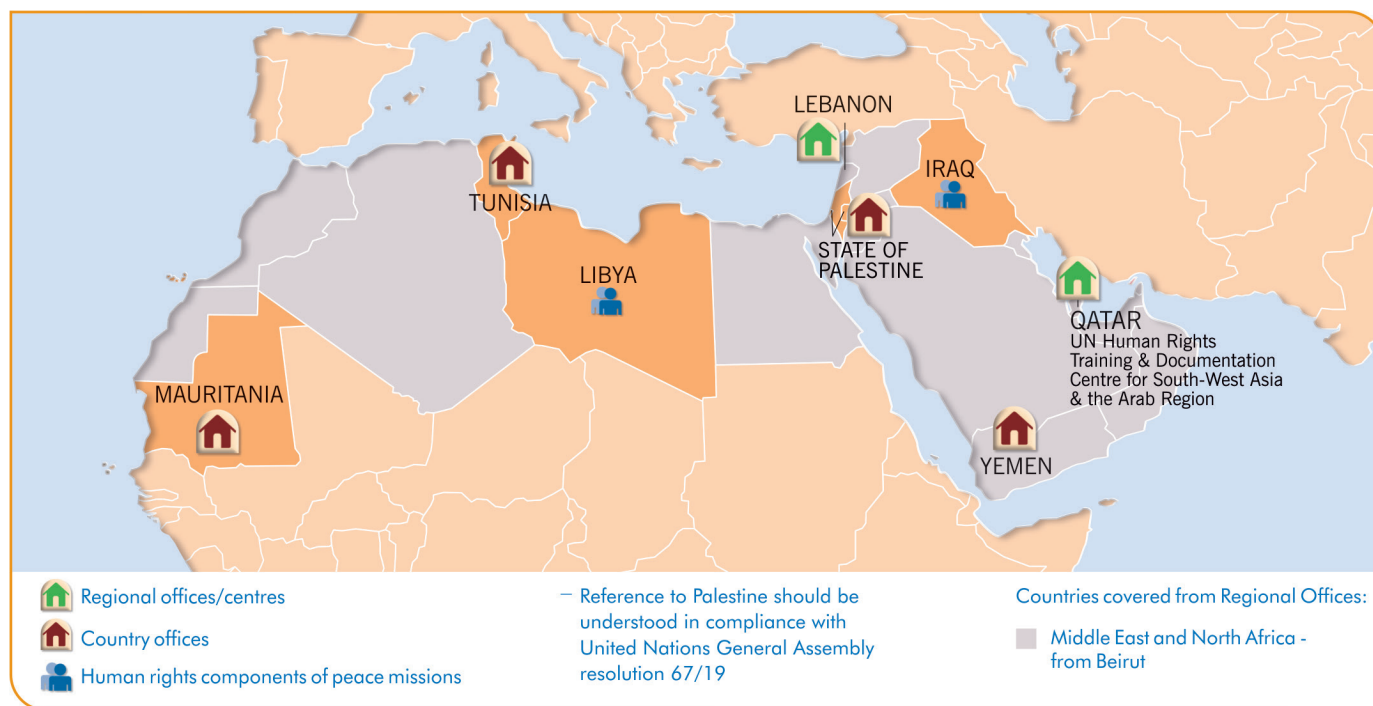 LEBANON
IRAQ
TUNISIA
STATE OF
PALESTINE
LIBYA
QATAR
UN Human Rights
Training & Documentation
Centre for South-West Asia
& the Arab Region
MAURITANIA
YEMEN
Regional offices/centres
Country offices
Human rights components of peace missions
– Reference to Palestine should be
understood in compliance with
United Nations General Assembly
resolution 67/19
Countries covered from Regional Offices:
Middle East and North Africa -
from Beirut